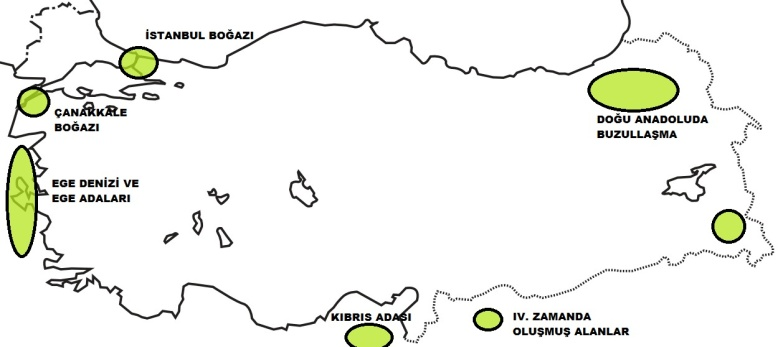 İSTANBUL BOĞAZI
ÇANAKKALE
BOĞAZI
DOĞU ANADOLUDA
BUZULLAŞMA
EGE DENİZİ VE
EGE ADALARI
KIBRIS ADASI
IV. ZAMANDA
OLUŞMUŞ ALANLAR